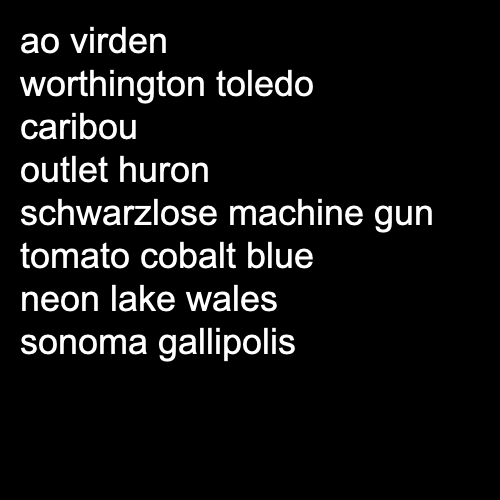 ao virden
worthington toledo
caribou
outlet huron
schwarzlose machine gun
tomato cobalt blue
neon lake wales
sonoma gallipolis